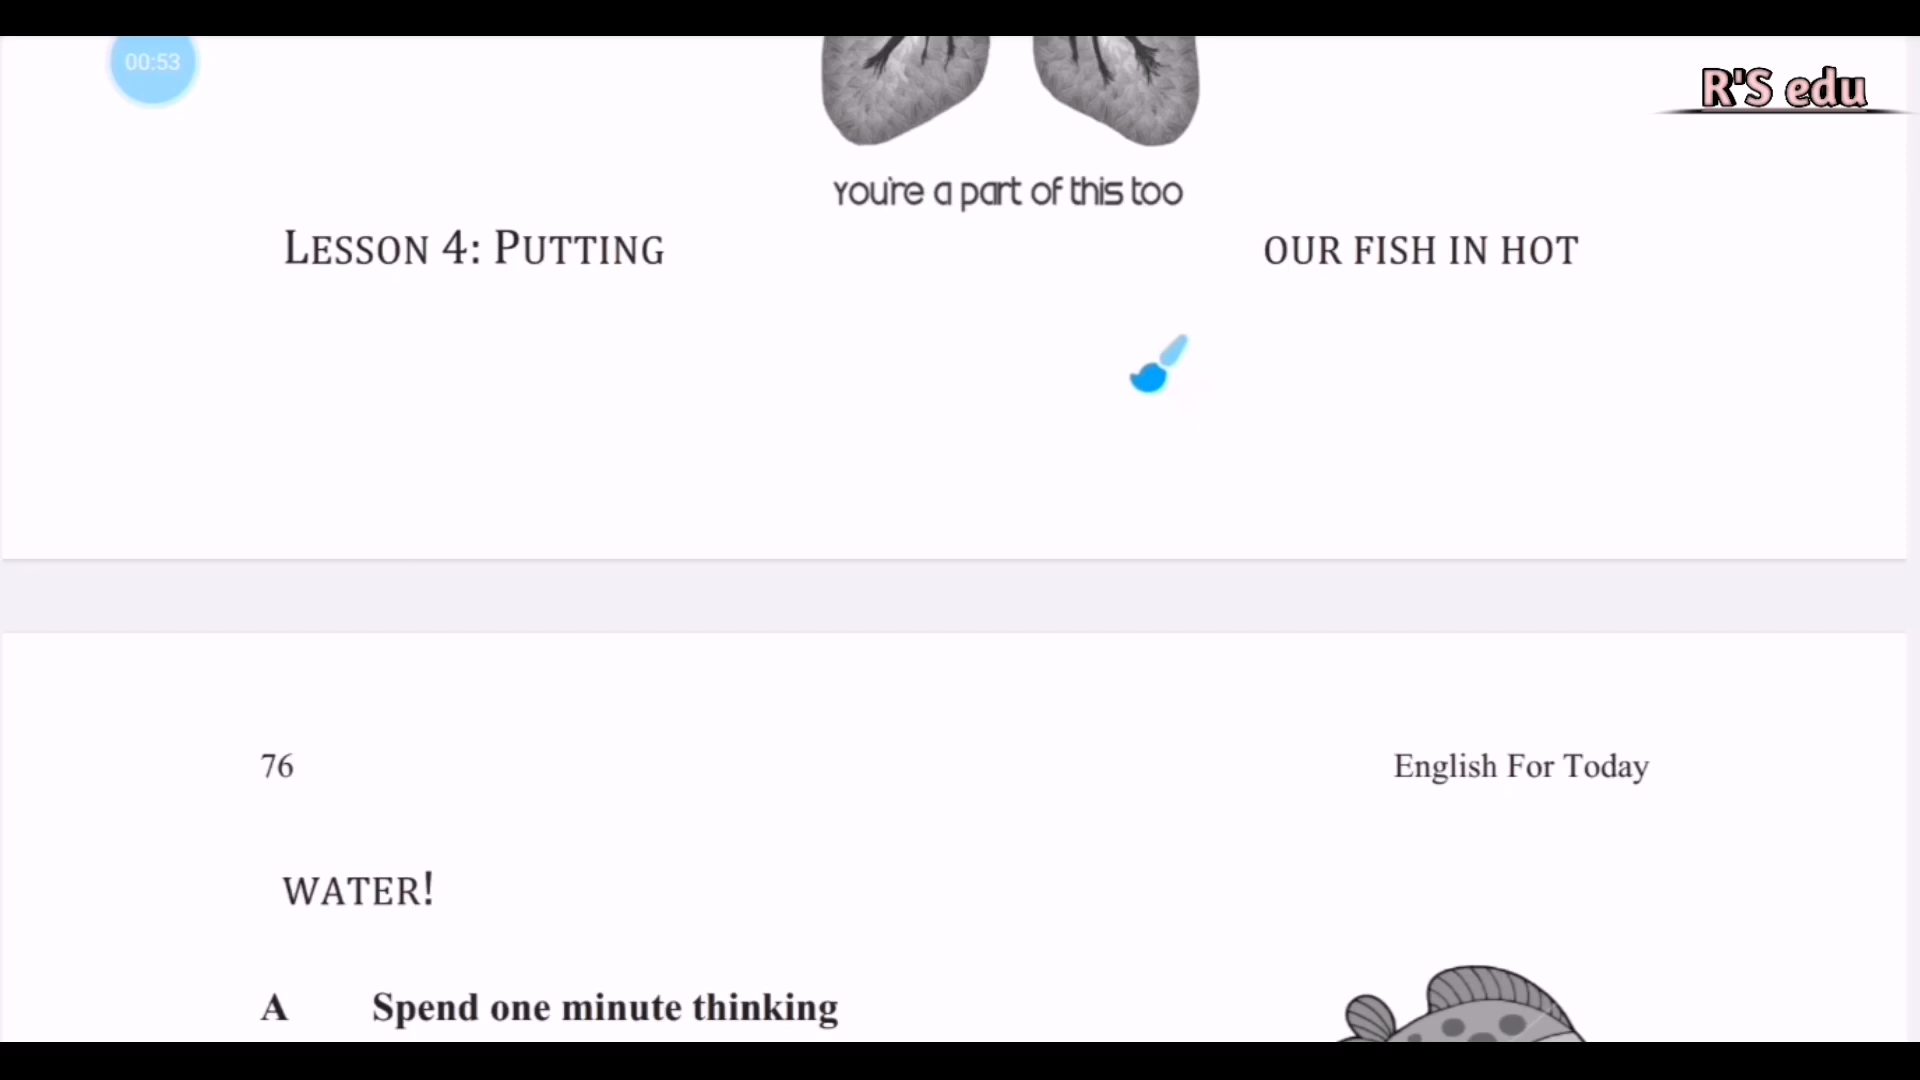 00:53
R'S edu
You're a part of this too
LESSON 4: PUTTING OUR FISH IN HOT
76 English For Today
WATER!
A Spend one minute thinking